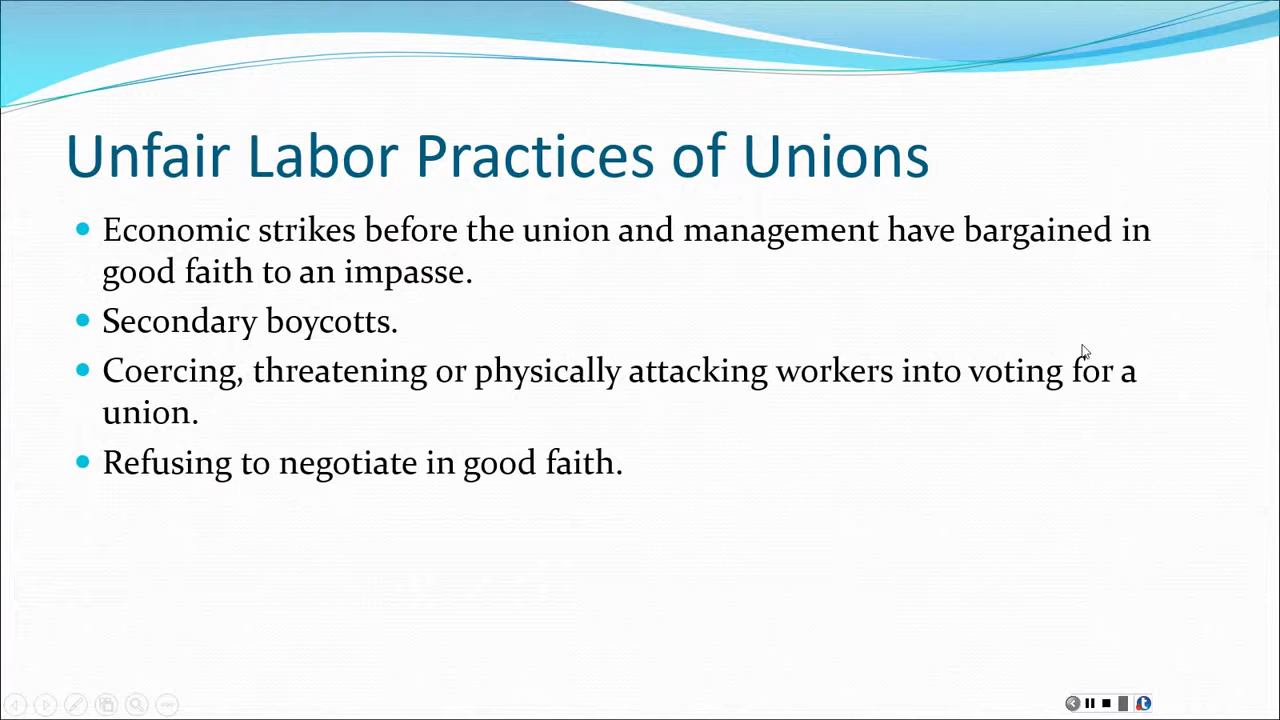 Unfair Labor Practices of Unions
Economic strikes before the union and management have bargained in
good faith to an impasse.
Secondary boycotts.
Coercing, threatening or physically attacking workers into voting for a
union.
Refusing to negotiate in good faith.